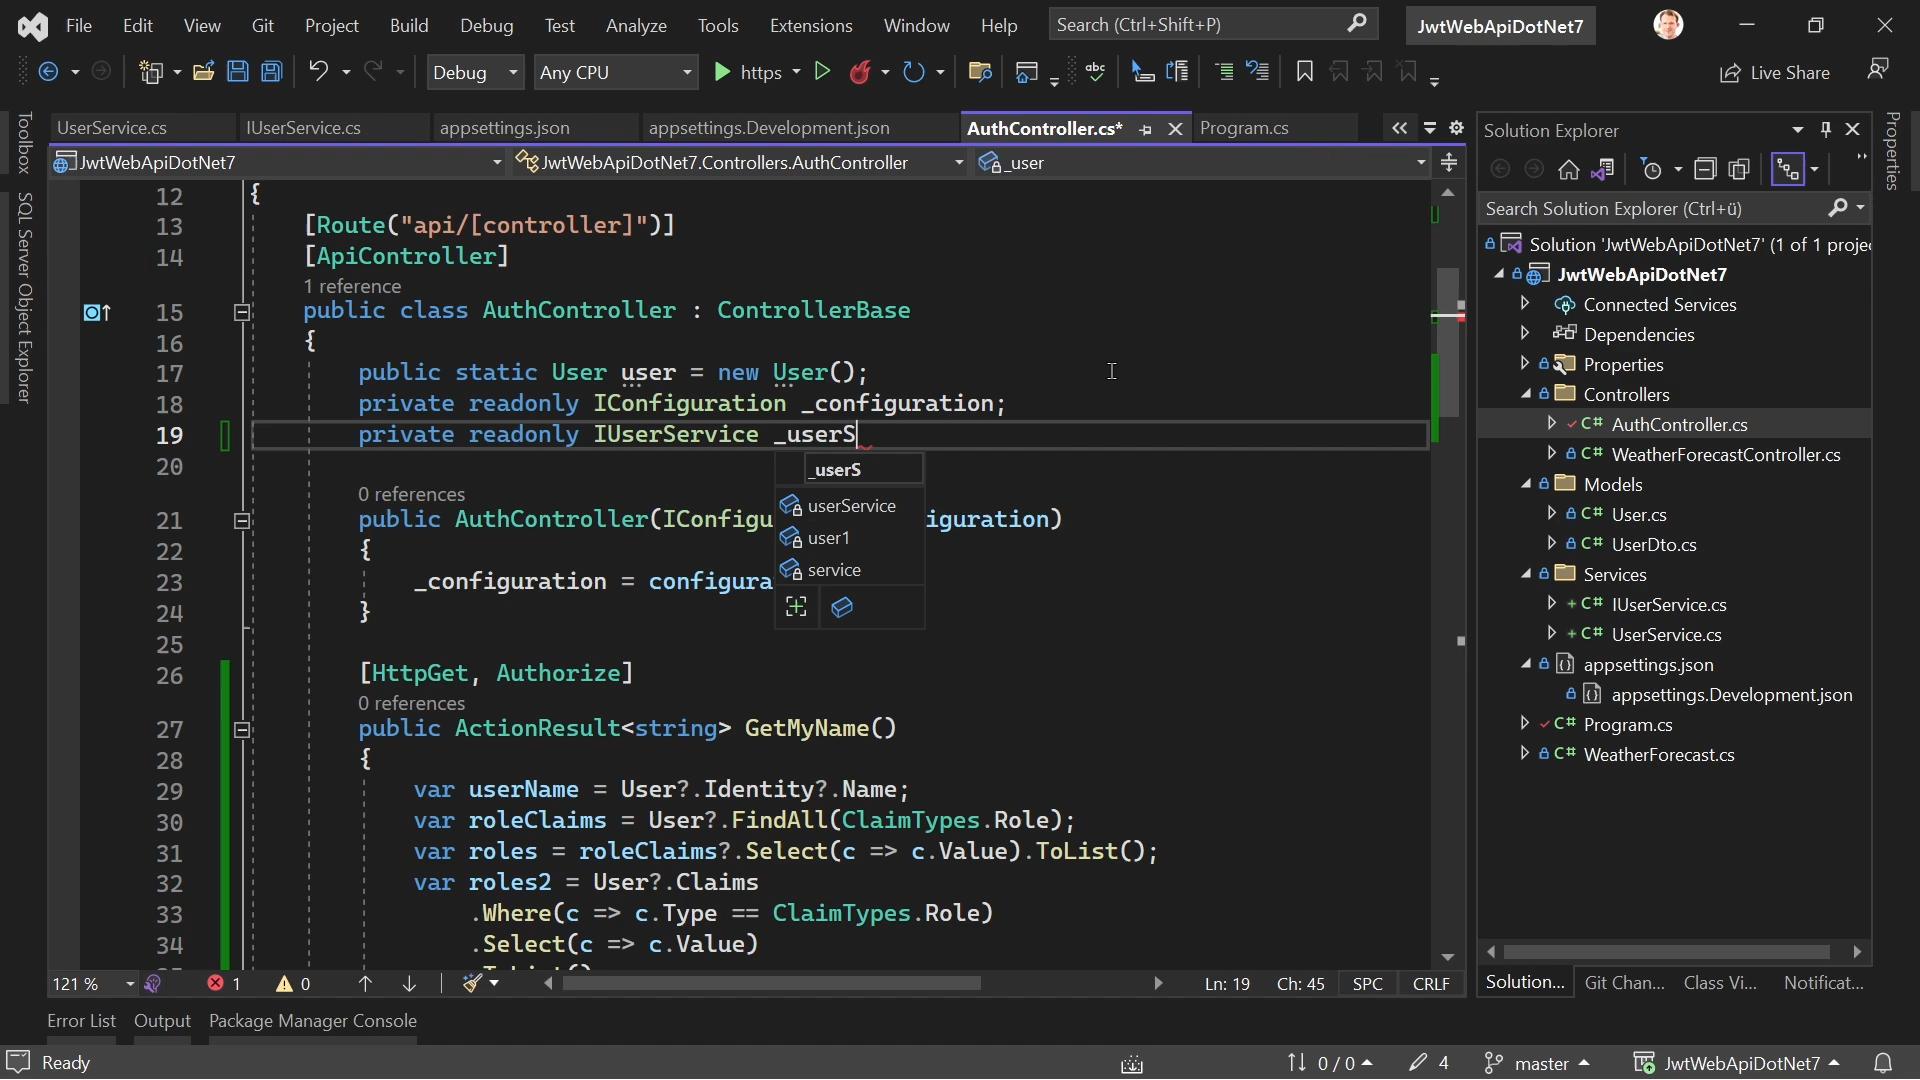 File Edit View Git Project Build Debug Test Analyze Tools Extensions Window Help Search (Ctrl+Shift+P) JwtWebApiDotNet7
Debug Any CPU https Live Share
UserService.cs IUserService.cs appsettings.json appsettings.Development.json AuthController.cs* Program.cs
JwtWebApiDotNet7 JwtWebApiDotNet7.Controllers.AuthController _user
Toolbox
SQL Server Object Explorer
12 {
13 [Route("api/[controller]")]
14 [ApiController]
1 reference
15 public class AuthController : ControllerBase
16 {
17 public static User user = new User();
18 private readonly IConfiguration _configuration;
19 private readonly IUserService _userS
20
0 references
21 public AuthController(IConfigu iguration)
22 {
23 _configuration = configura
24 }
25
26 [HttpGet, Authorize]
0 references
27 public ActionResult<string> GetMyName()
28 {
29 var userName = User?.Identity?.Name;
30 var roleClaims = User?.FindAll(ClaimTypes.Role);
31 var roles = roleClaims?.Select(c => c.Value).ToList();
32 var roles2 = User?.Claims
33 .Where(c => c.Type == ClaimTypes.Role)
34 .Select(c => c.Value)
_userS
userService
user1
service
121 % 1 0 Ln: 19 Ch: 45 SPC CRLF
Solution Explorer
Search Solution Explorer (Ctrl+ü)
Solution 'JwtWebApiDotNet7' (1 of 1 proje
JwtWebApiDotNet7
Connected Services
Dependencies
Properties
Controllers
C# AuthController.cs
C# WeatherForecastController.cs
Models
C# User.cs
C# UserDto.cs
Services
C# IUserService.cs
C# UserService.cs
appsettings.json
appsettings.Development.json
C# Program.cs
C# WeatherForecast.cs
Solution... Git Chan... Class Vi... Notificat...
Properties
Error List Output Package Manager Console
Ready 0 / 0 4 master JwtWebApiDotNet7